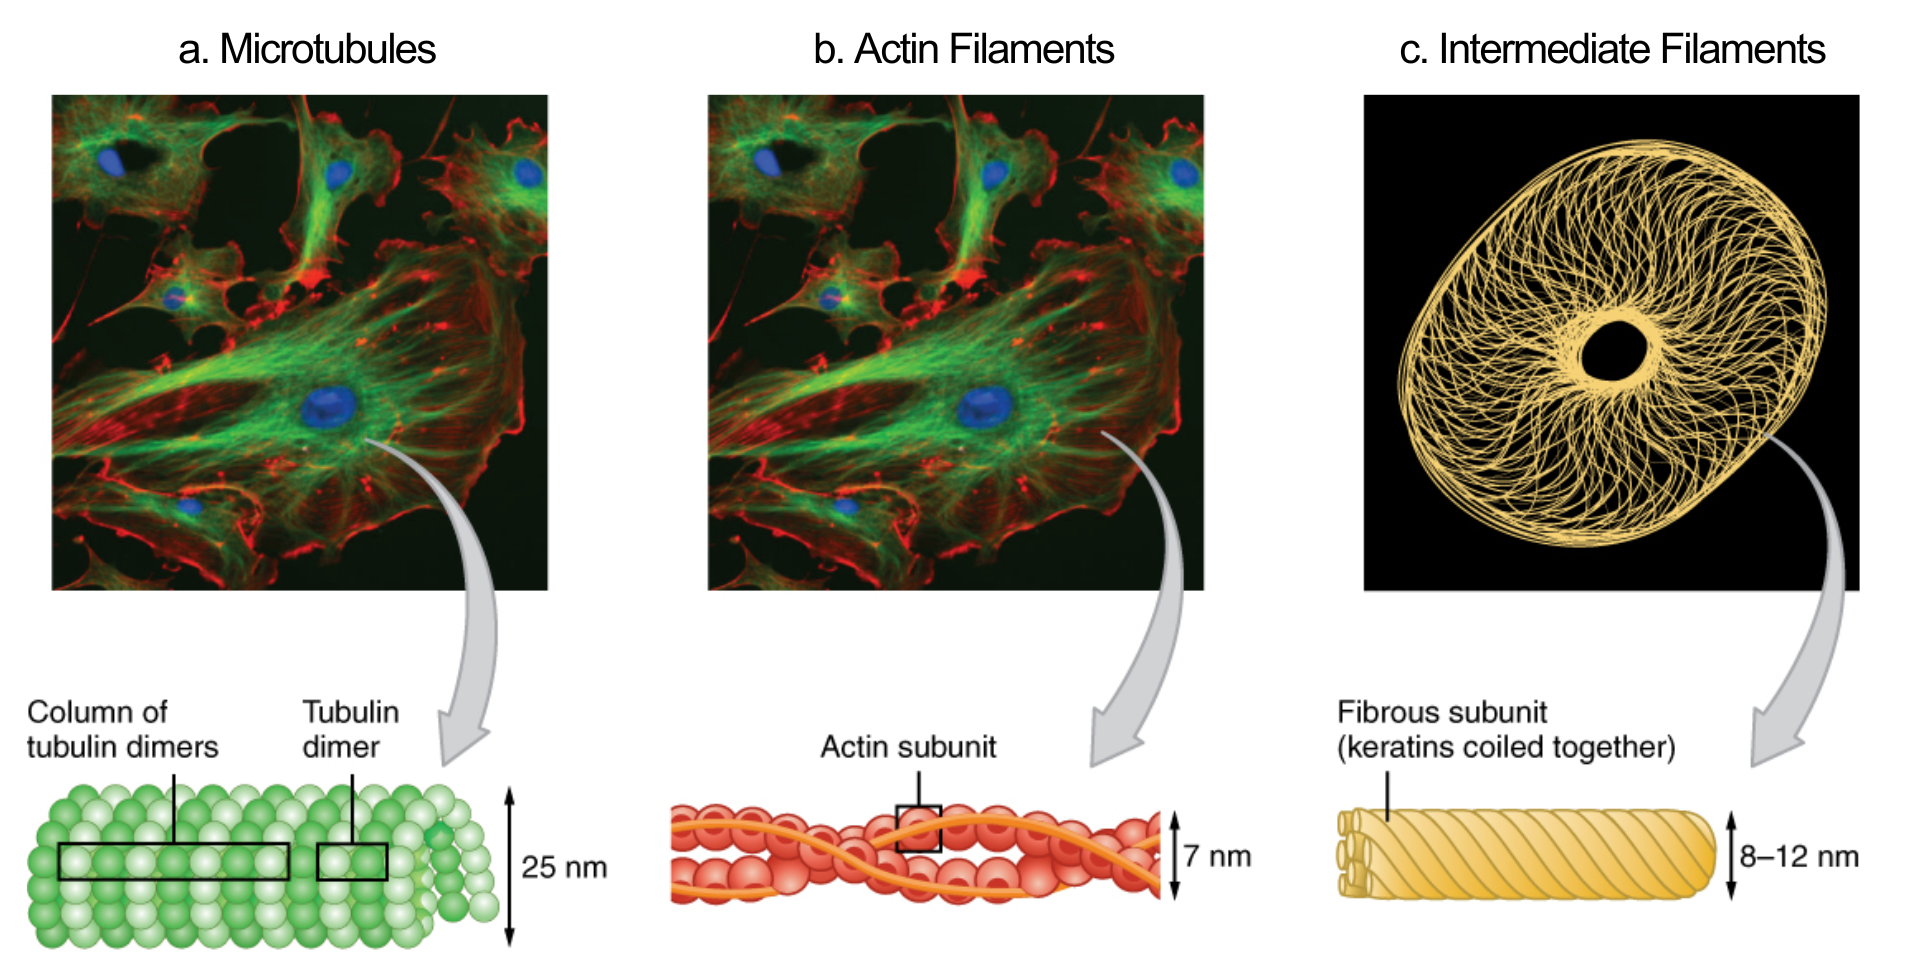 a. Microtubules
b. Actin Filaments
c. Intermediate Filaments
Column of
tubulin dimers
Tubulin
dimer
25 nm
Actin subunit
7 nm
Fibrous subunit
(keratins coiled together)
8–12 nm